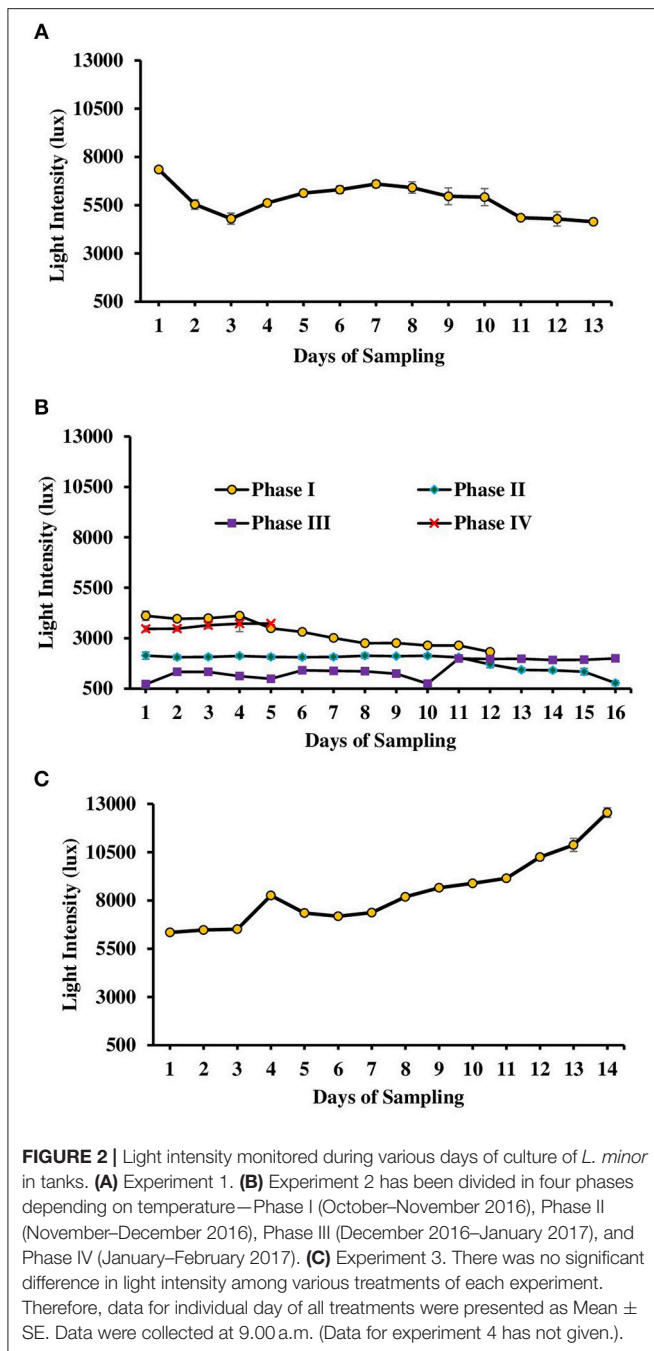 A
13000
10500
8000
5500
3000
500
Light Intensity (lux)
1 2 3 4 5 6 7 8 9 10 11 12 13
Days of Sampling
B
13000
10500
8000
5500
3000
500
Light Intensity (lux)
Phase I Phase II
Phase III Phase IV
1 2 3 4 5 6 7 8 9 10 11 12 13 14 15 16
Days of Sampling
C
13000
10500
8000
5500
3000
500
Light Intensity (lux)
1 2 3 4 5 6 7 8 9 10 11 12 13 14
Days of Sampling
FIGURE 2 | Light intensity monitored during various days of culture of L. minor
in tanks. (A) Experiment 1. (B) Experiment 2 has been divided in four phases
depending on temperature—Phase I (October–November 2016), Phase II
(November–December 2016), Phase III (December 2016–January 2017), and
Phase IV (January–February 2017). (C) Experiment 3. There was no significant
difference in light intensity among various treatments of each experiment.
Therefore, data for individual day of all treatments were presented as Mean ±
SE. Data were collected at 9.00 a.m. (Data for experiment 4 has not given.).